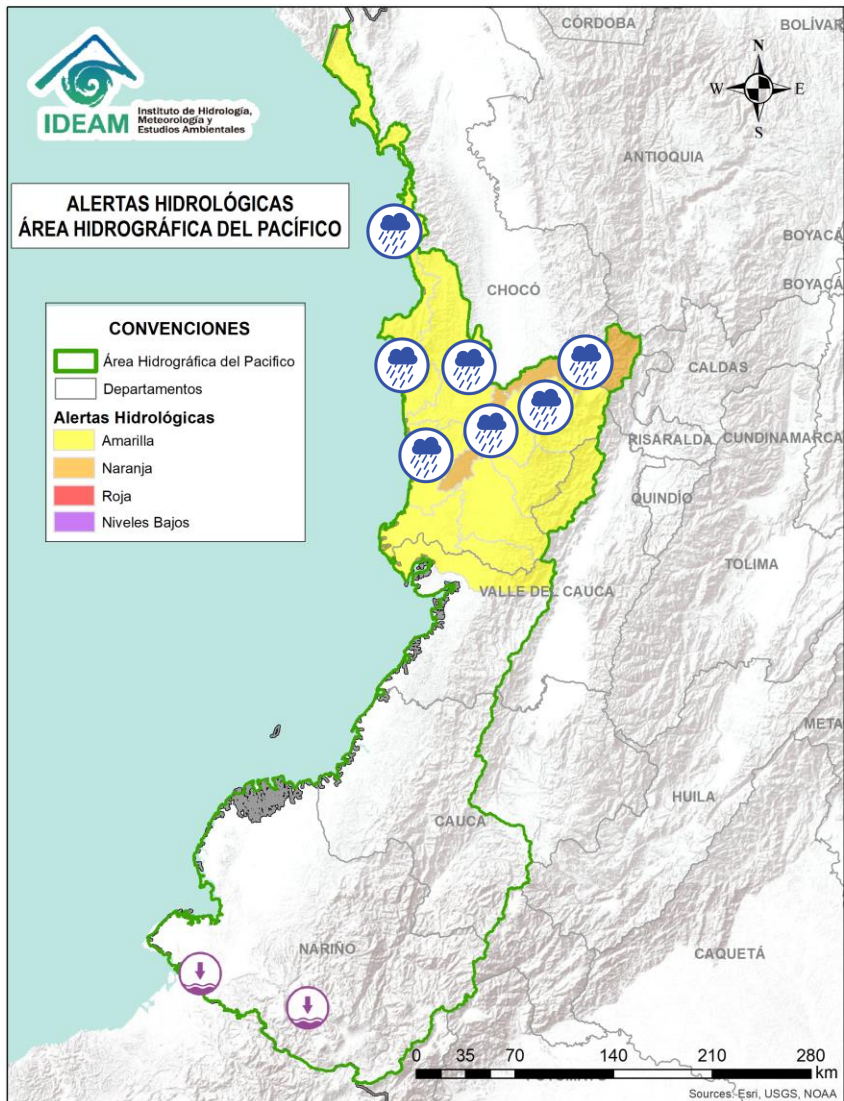 CÓRDOBA
BOLÍVAR
N
W E
S
IDEAM
Instituto de Hidrología,
Meteorología y
Estudios Ambientales
ANTIOQUIA
ALERTAS HIDROLÓGICAS
ÁREA HIDROGRÁFICA DEL PACÍFICO
BOYACÁ
BOYACÁ
CHOCÓ
CONVENCIONES
Área Hidrográfica del Pacifico
Departamentos
Alertas Hidrológicas
Amarilla
Naranja
Roja
Niveles Bajos
CALDAS
RISARALDA
CUNDINAMARCA
QUINDÍO
TOLIMA
VALLE DEL CAUCA
META
HUILA
CAUCA
NARIÑO
CAQUETÁ
0 35 70 140 210 280
km
Sources: Esri, USGS, NOAA